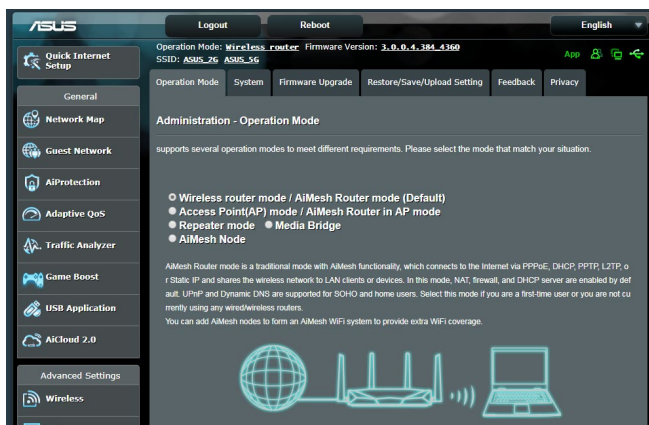 ASUS
Logout
Reboot
English
Quick Internet
Setup
Operation Mode: Wireless router Firmware Version: 3.0.0.4.384_4360
SSID: ASUS_2G ASUS_5G
App
Operation Mode
System
Firmware Upgrade
Restore/Save/Upload Setting
Feedback
Privacy
General
Network Map
Guest Network
AiProtection
Adaptive QoS
Traffic Analyzer
Game Boost
USB Application
AiCloud 2.0
Advanced Settings
Wireless
Administration - Operation Mode
supports several operation modes to meet different requirements. Please select the mode that match your situation.
Wireless router mode / AiMesh Router mode (Default)
Access Point(AP) mode / AiMesh Router in AP mode
Repeater mode Media Bridge
AiMesh Node
AiMesh Router mode is a traditional mode with AiMesh functionality, which connects to the Internet via PPPoE, DHCP, PPTP, L2TP, o
r Static IP and shares the wireless network to LAN clients or devices. In this mode, NAT, firewall, and DHCP server are enabled by def
ault. UPnP and Dynamic DNS are supported for SOHO and home users. Select this mode if you are a first-time user or you are not cu
rrently using any wired/wireless routers.
You can add AiMesh nodes to form an AiMesh WiFi system to provide extra WiFi coverage.